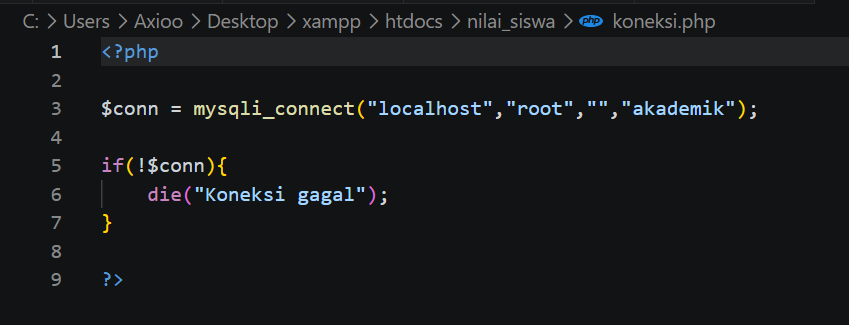 C: > Users > Axioo > Desktop > xampp > htdocs > nilai_siswa > php koneksi.php
1 <?php
2
3 $conn = mysqli_connect("localhost","root","","akademik");
4
5 if(!$conn){
6     die("Koneksi gagal");
7 }
8
9 ?>